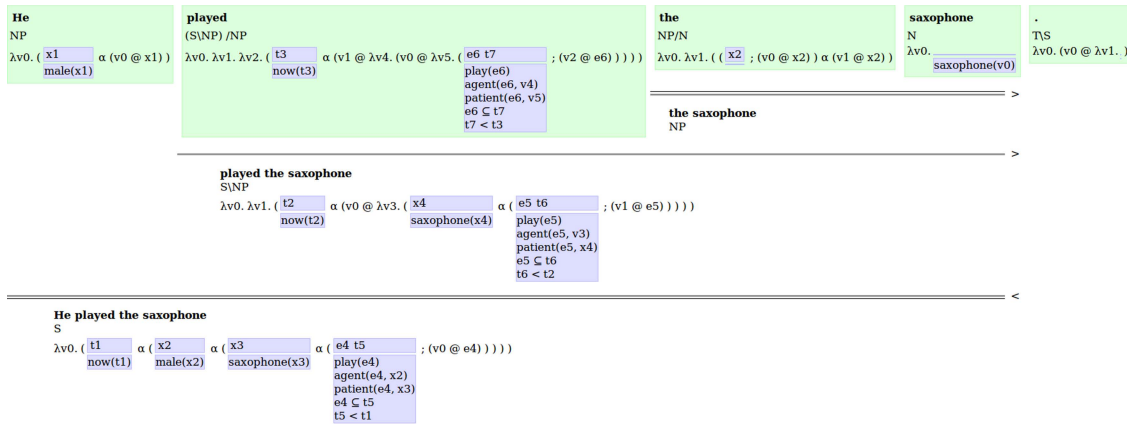 He
NP
λv0. ( x1 α (v0 @ x1) )
male(x1)
played
(S\NP) /NP
λv0. λv1. λv2. ( t3 α (v1 @ λv4. (v0 @ λv5. ( e6 t7 ; (v2 @ e6) ) ) ) )
now(t3)
play(e6)
agent(e6, v4)
patient(e6, v5)
e6 ⊆ t7
t7 < t3
the
NP/N
λv0. λv1. ( ( x2 ; (v0 @ x2) ) α (v1 @ x2) )
saxophone
N
λv0.
saxophone(v0)
.
T\S
λv0. (v0 @ λv1.
>
the saxophone
NP
>
played the saxophone
S\NP
λv0. λv1. ( t2 α (v0 @ λv3. ( x4 α ( e5 t6 ; (v1 @ e5) ) ) ) )
now(t2)
saxophone(x4)
play(e5)
agent(e5, v3)
patient(e5, x4)
e5 ⊆ t6
t6 < t2
<
He played the saxophone
S
λv0. ( t1 α ( x2 α ( x3 α ( e4 t5 ; (v0 @ e4) ) ) ) )
now(t1)
male(x2)
saxophone(x3)
play(e4)
agent(e4, x2)
patient(e4, x3)
e4 ⊆ t5
t5 < t1